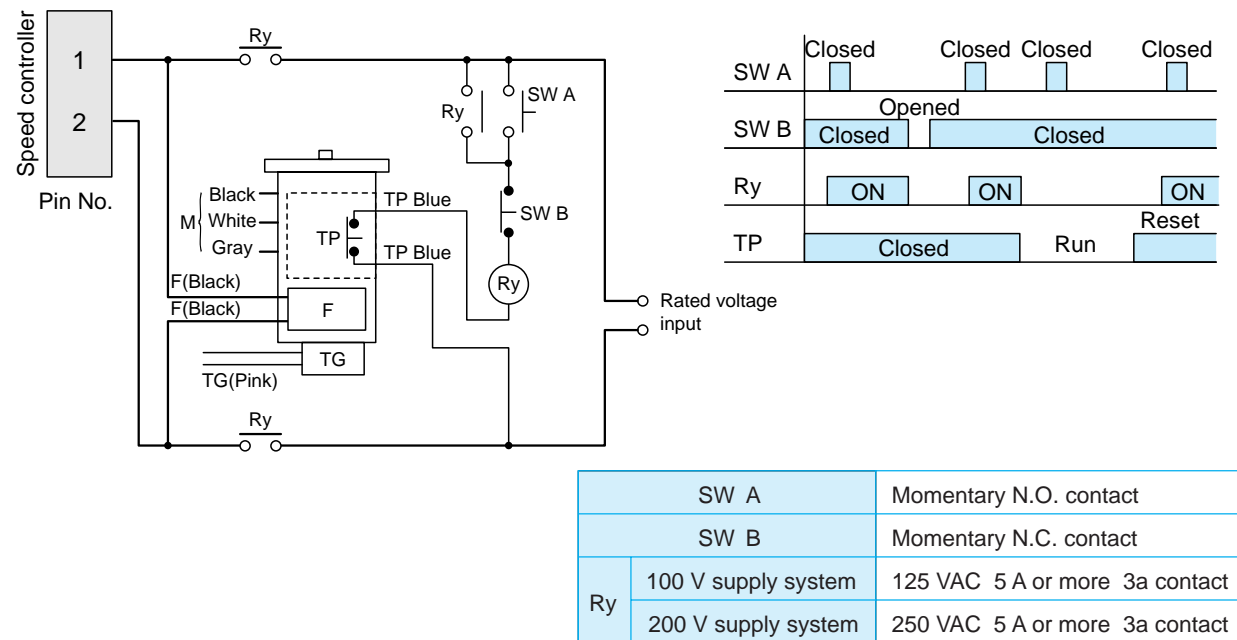 Speed controller
1
2
Pin No.
Ry
Ry
SW A
SW B
Ry
M
Black
White
Gray
TP
TP Blue
TP Blue
F(Black)
F(Black)
F
TG
TG(Pink)
Ry
Rated voltage
input
Closed Closed Closed Closed
SW A
Opened
SW B Closed Closed
Ry ON ON ON
Reset
TP Closed Run
SW A Momentary N.O. contact
SW B Momentary N.C. contact
Ry 100 V supply system 125 VAC 5 A or more 3a contact
200 V supply system 250 VAC 5 A or more 3a contact